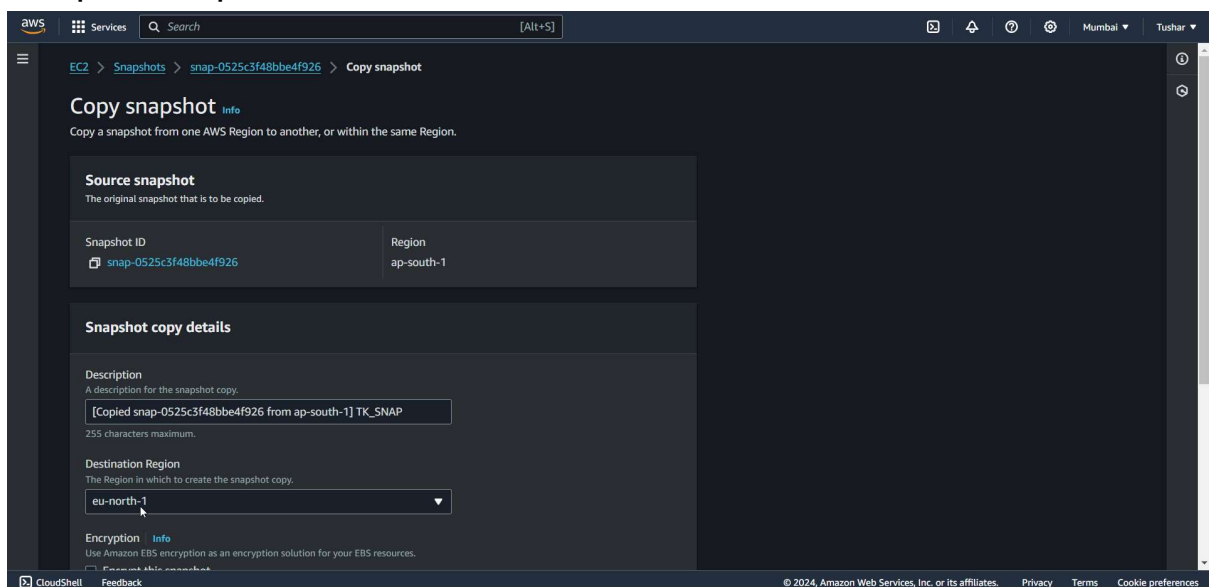 aws Services Search [Alt+S] Mumbai ▼ Tushar ▼
EC2 > Snapshots > snap-0525c3f48bbe4f926 > Copy snapshot
Copy snapshot Info
Copy a snapshot from one AWS Region to another, or within the same Region.
Source snapshot
The original snapshot that is to be copied.
Snapshot ID Region
snap-0525c3f48bbe4f926 ap-south-1
Snapshot copy details
Description
A description for the snapshot copy.
[Copied snap-0525c3f48bbe4f926 from ap-south-1] TK_SNAP
255 characters maximum.
Destination Region
The Region in which to create the snapshot copy.
eu-north-1
Encryption Info
Use Amazon EBS encryption as an encryption solution for your EBS resources.
Encrypt this snapshot
CloudShell Feedback © 2024, Amazon Web Services, Inc. or its affiliates. Privacy Terms Cookie preferences